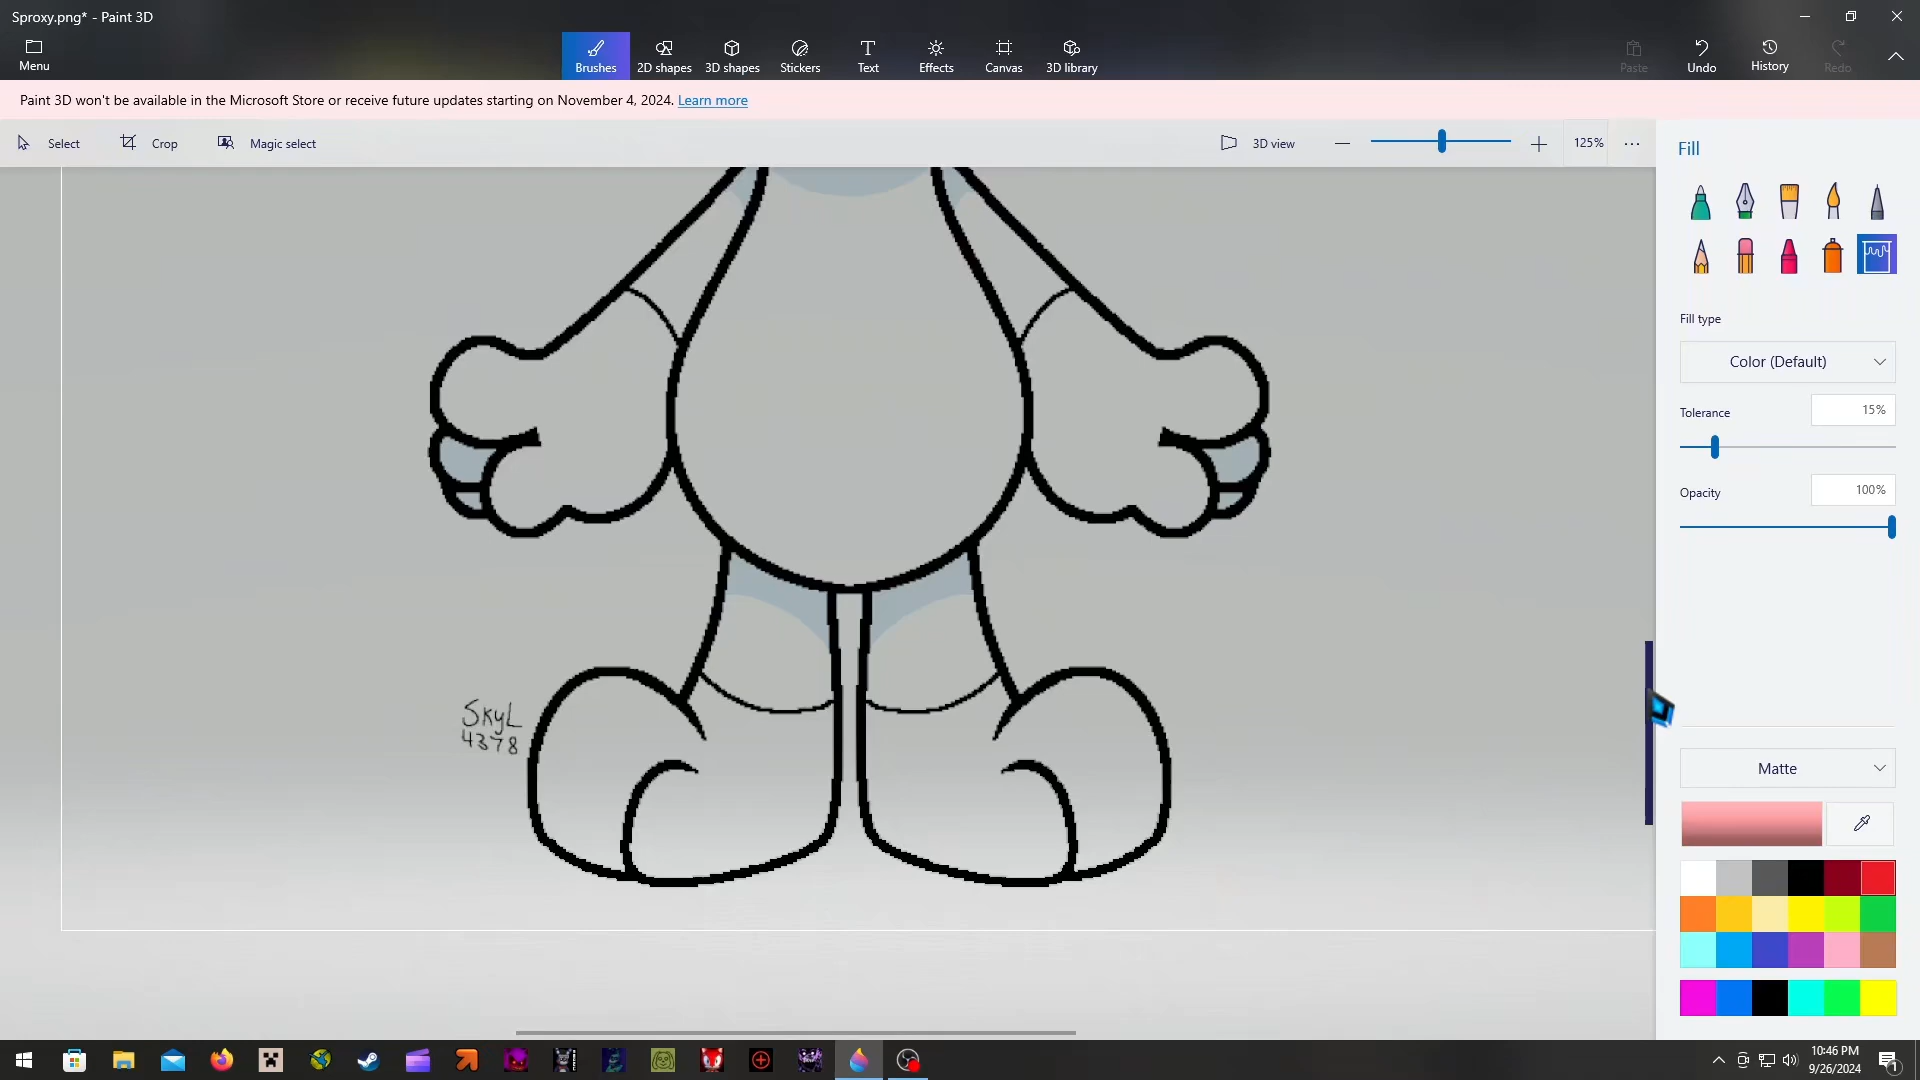 Sproxy.png* - Paint 3D
Menu
Brushes
2D shapes
3D shapes
Stickers
Text
Effects
Canvas
3D library
Paste
Undo
History
Redo
Paint 3D won't be available in the Microsoft Store or receive future updates starting on November 4, 2024. Learn more
Select
Crop
Magic select
3D view
125%
Fill
Fill type
Color (Default)
Tolerance
15%
Opacity
100%
SkyL
4378
Matte
10:46 PM
9/26/2024
1